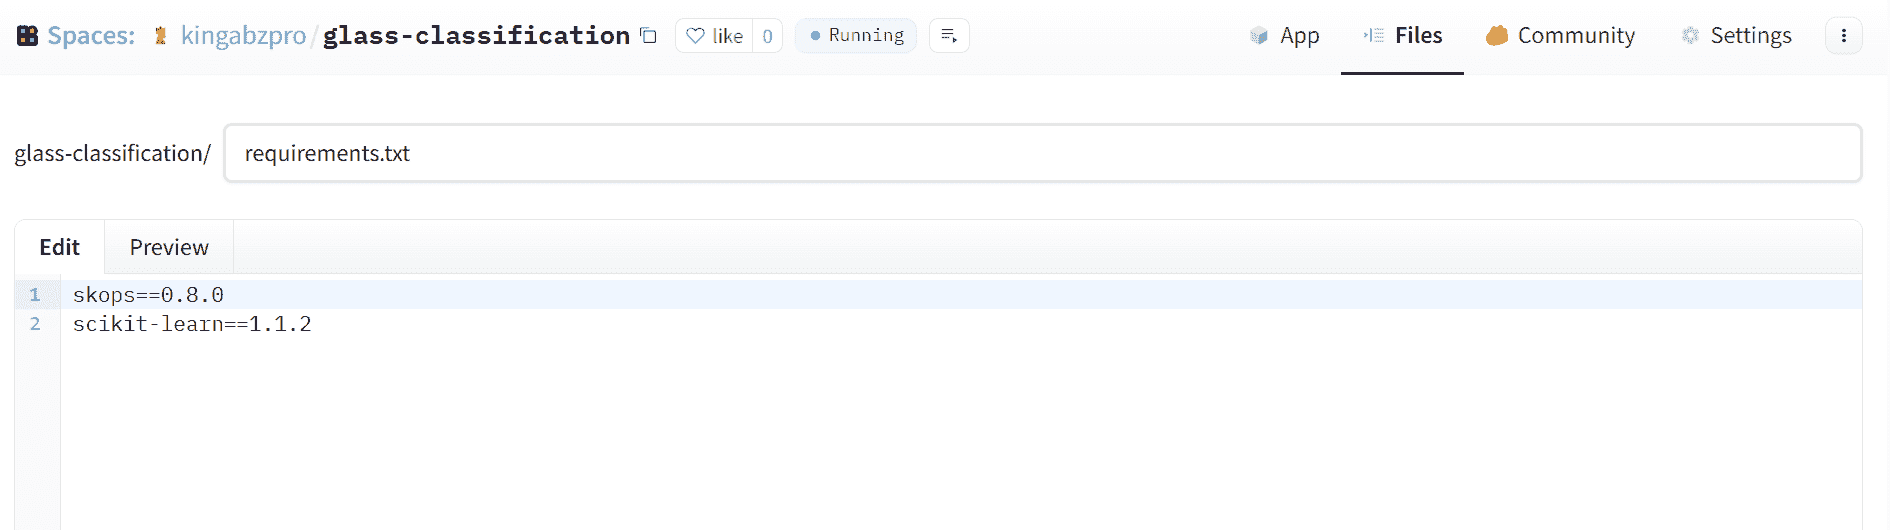 Spaces: kingabzpro/glass-classification like 0 Running App Files Community Settings
glass-classification/ requirements.txt
Edit Preview
1 skops==0.8.0
2 scikit-learn==1.1.2